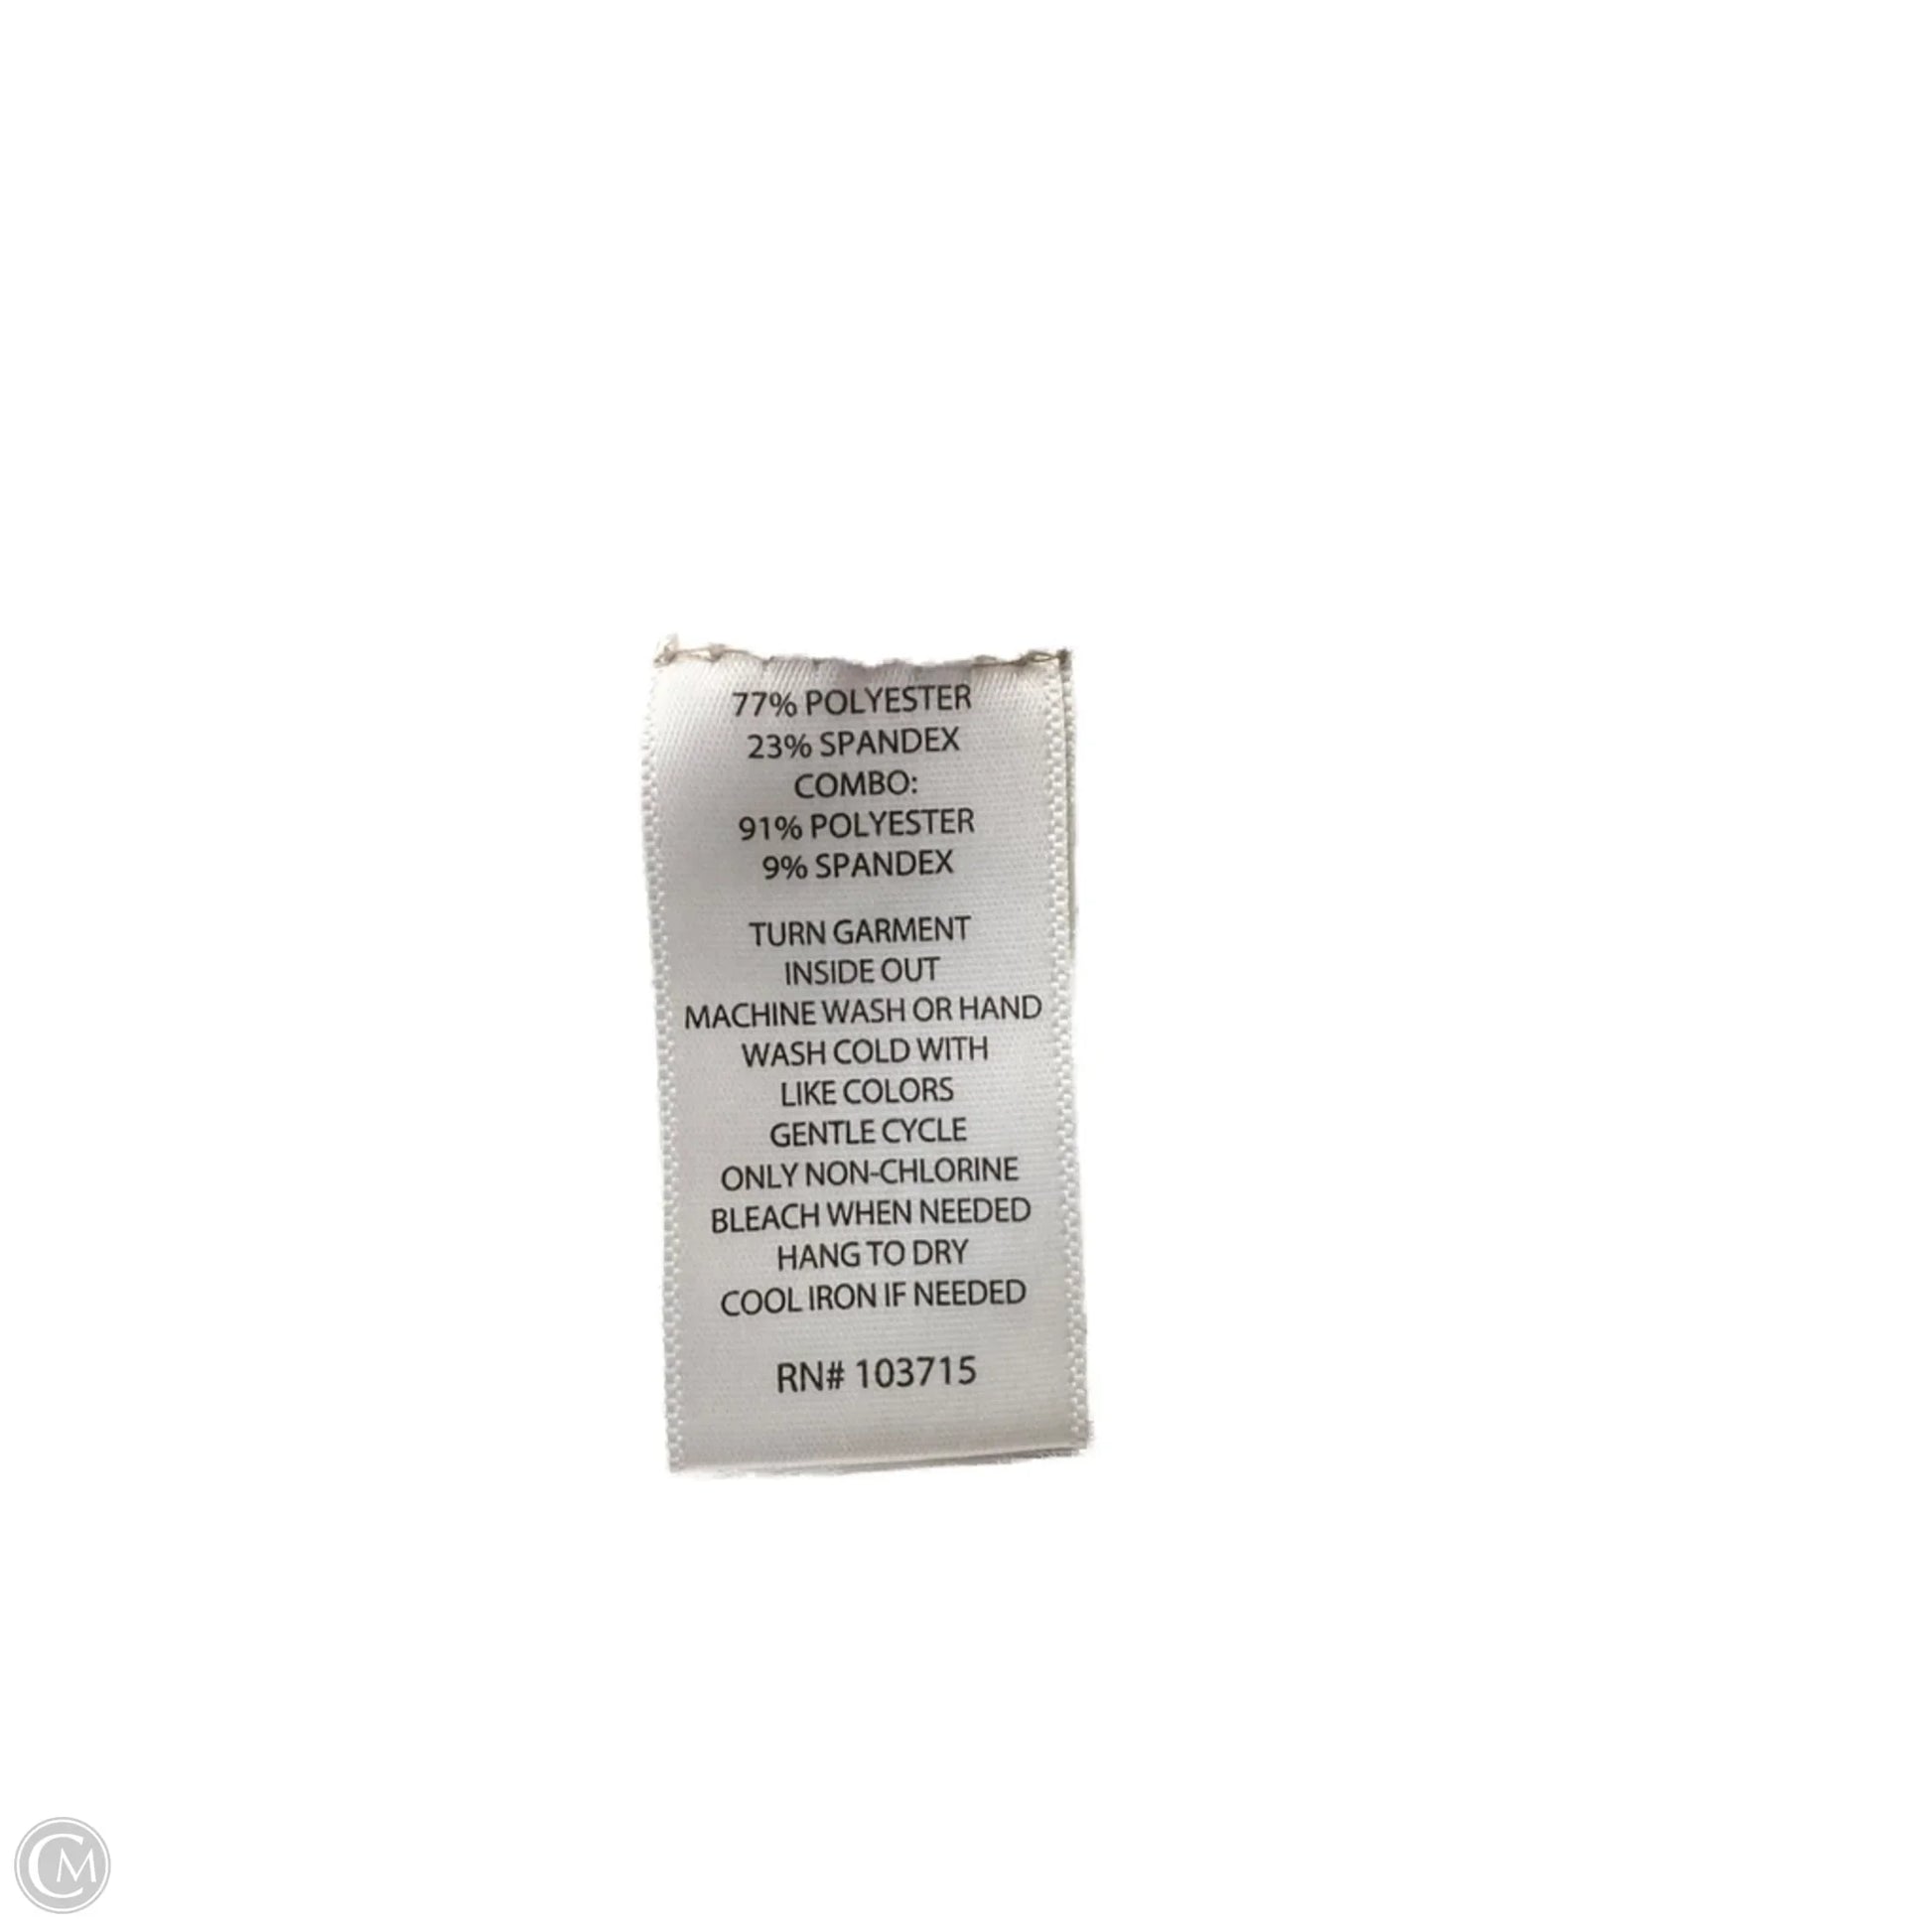 77% POLYESTER
23% SPANDEX
COMBO:
91% POLYESTER
9% SPANDEX
TURN GARMENT
INSIDE OUT
MACHINE WASH OR HAND
WASH COLD WITH
LIKE COLORS
GENTLE CYCLE
ONLY NON-CHLORINE
BLEACH WHEN NEEDED
HANG TO DRY
COOL IRON IF NEEDED
RN# 103715
CM